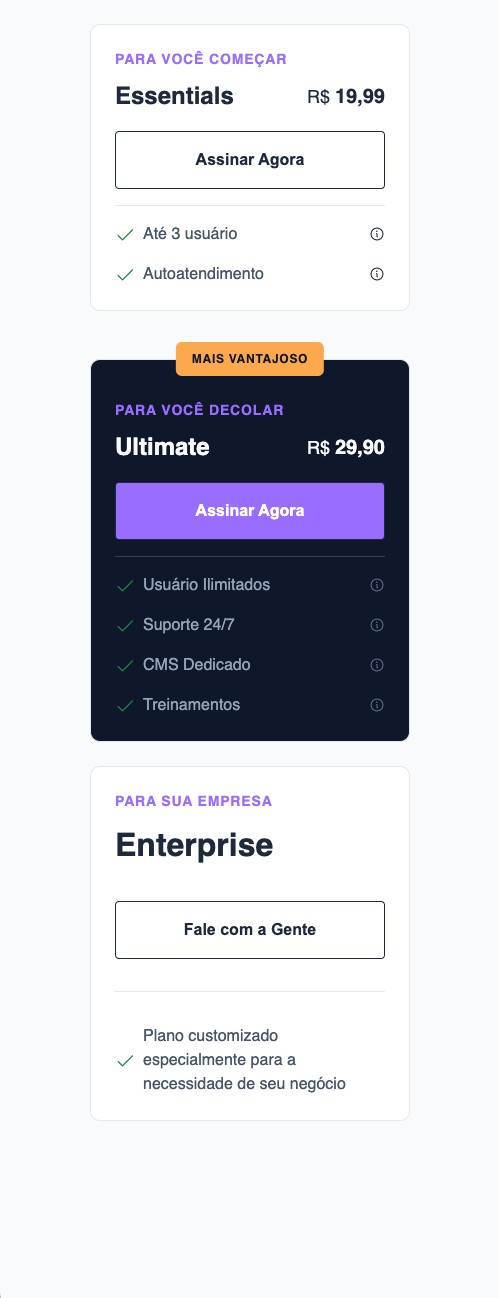 PARA VOCÊ COMEÇAR
Essentials R$ 19,99
Assinar Agora
Até 3 usuário
Autoatendimento
MAIS VANTAJOSO
PARA VOCÊ DECOLAR
Ultimate R$ 29,90
Assinar Agora
Usuário Ilimitados
Suporte 24/7
CMS Dedicado
Treinamentos
PARA SUA EMPRESA
Enterprise
Fale com a Gente
Plano customizado
especialmente para a
necessidade de seu negócio